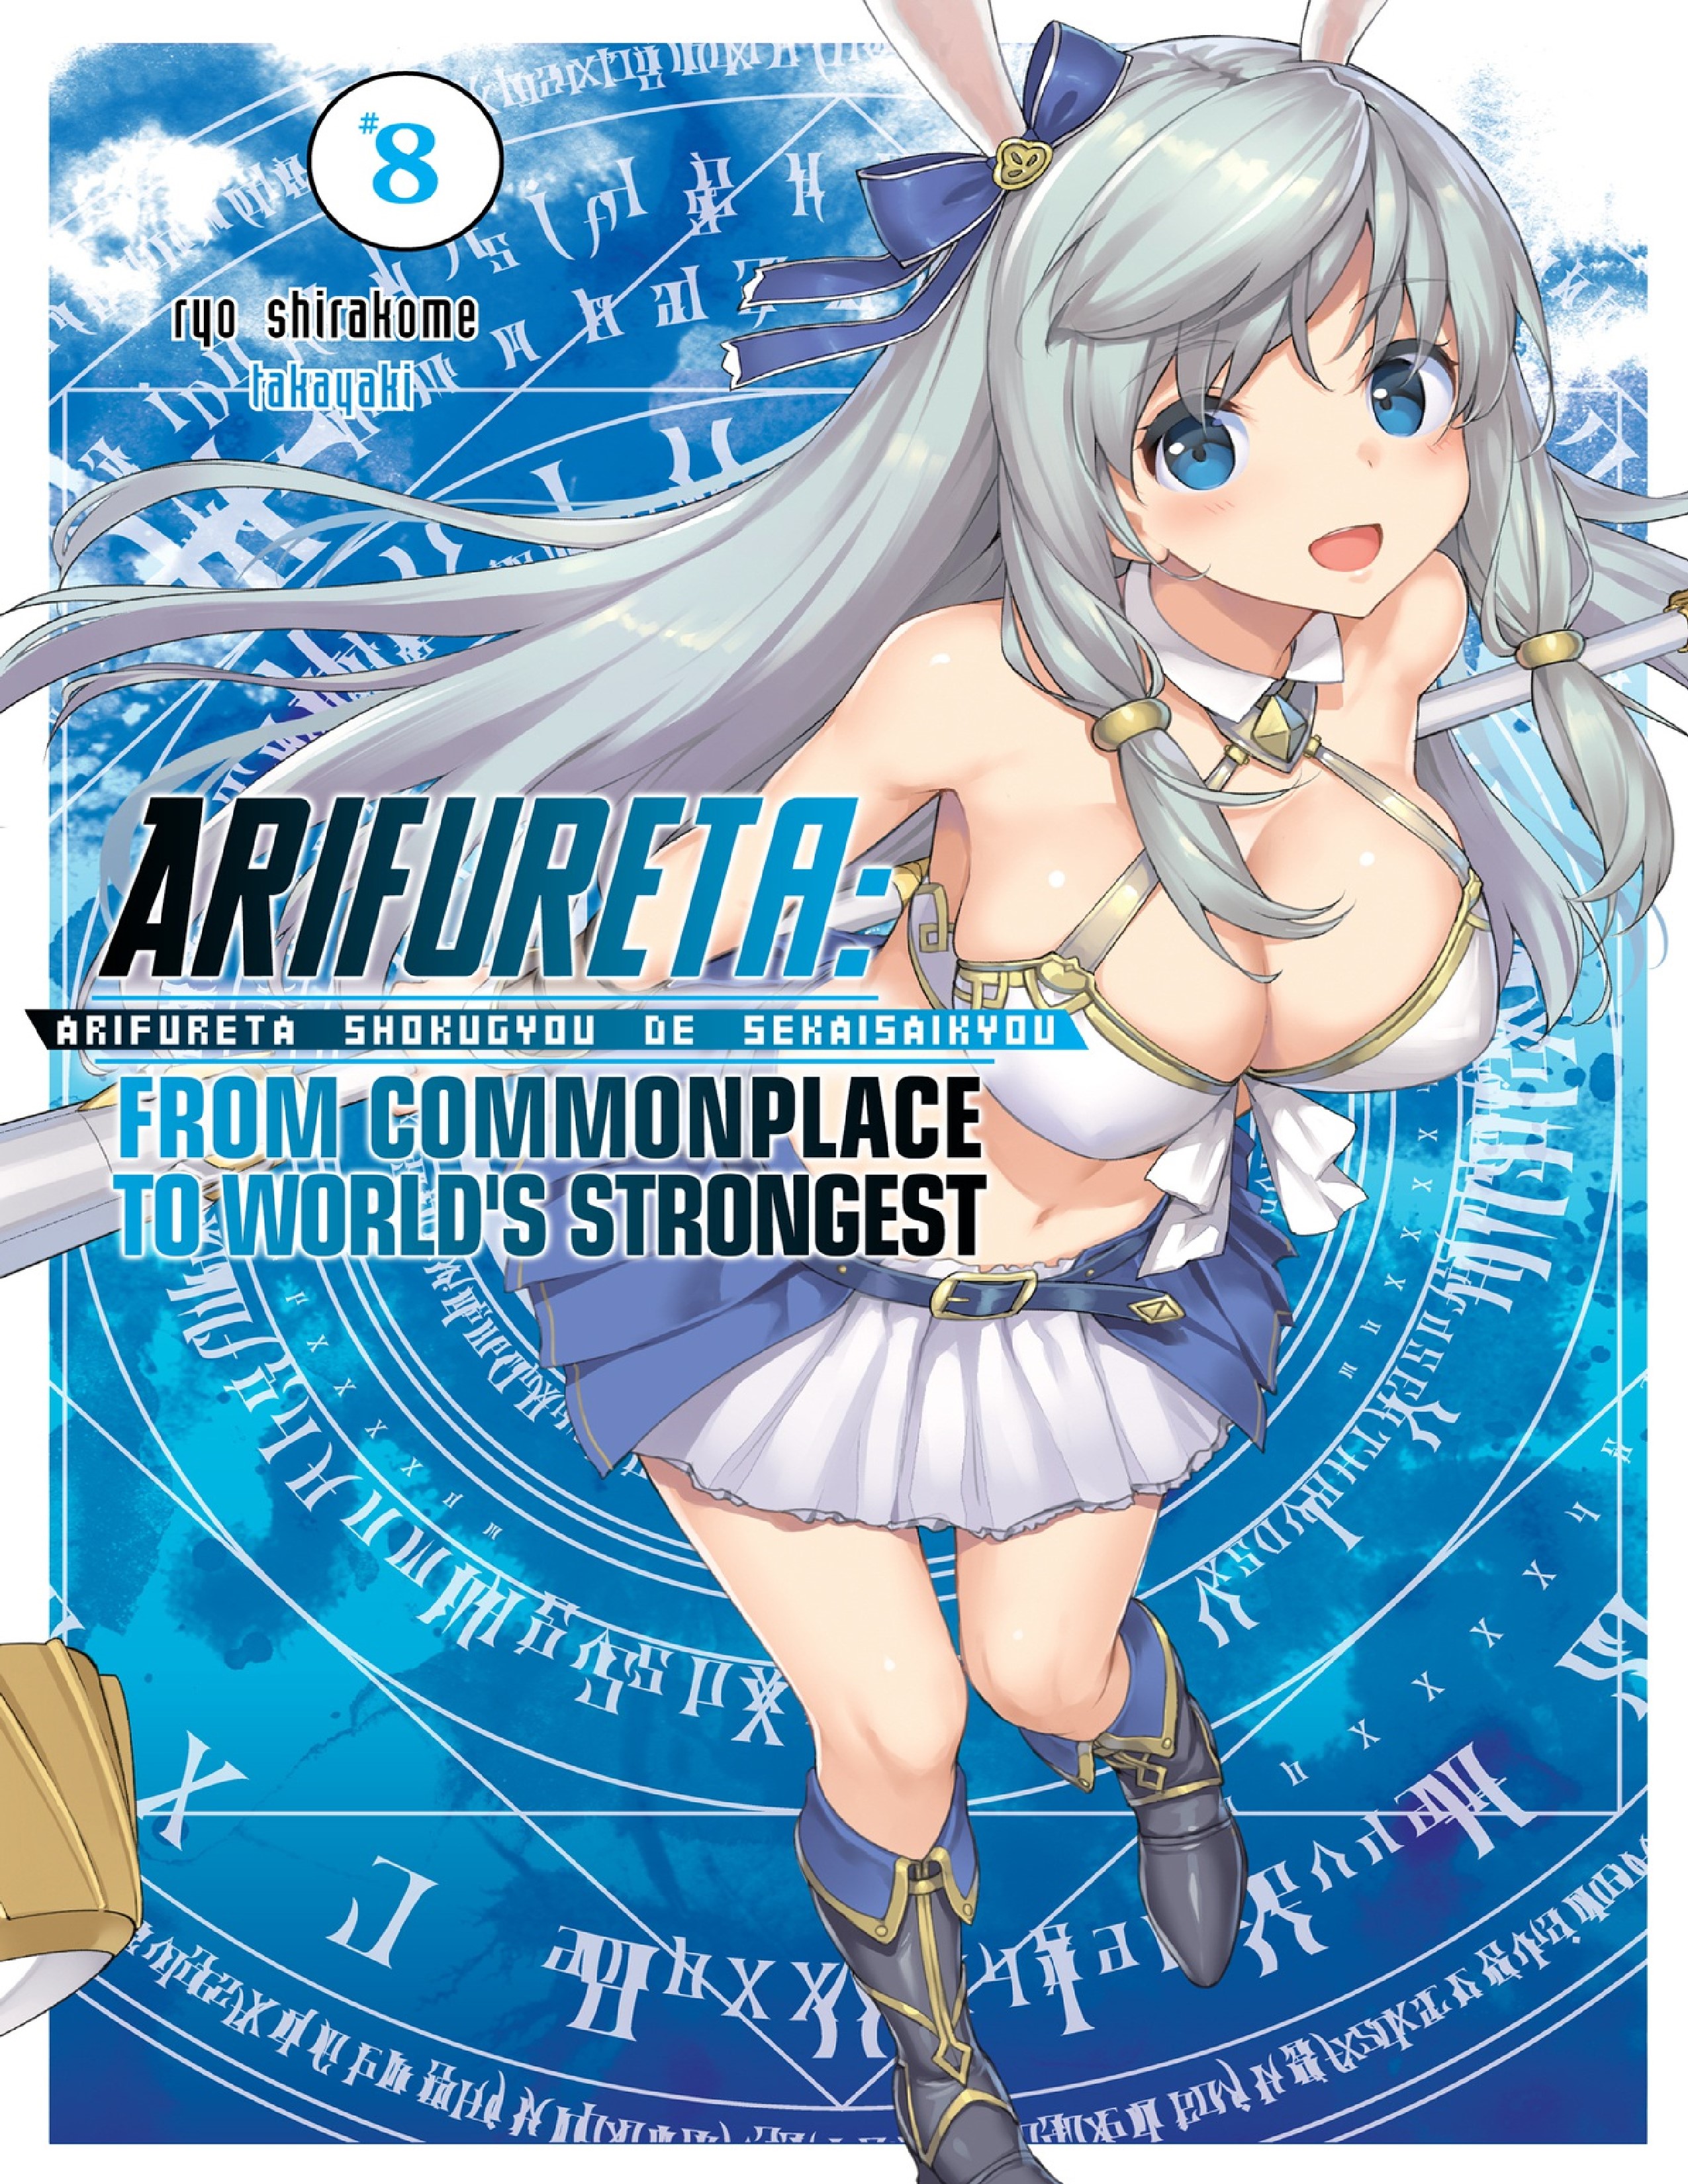 #8
ryo shirakome
takayaki
ARIFURETA:
ARIFURETA SHOKUGYOU DE SEKAISAIKYOU
FROM COMMONPLACE
TO WORLD'S STRONGEST